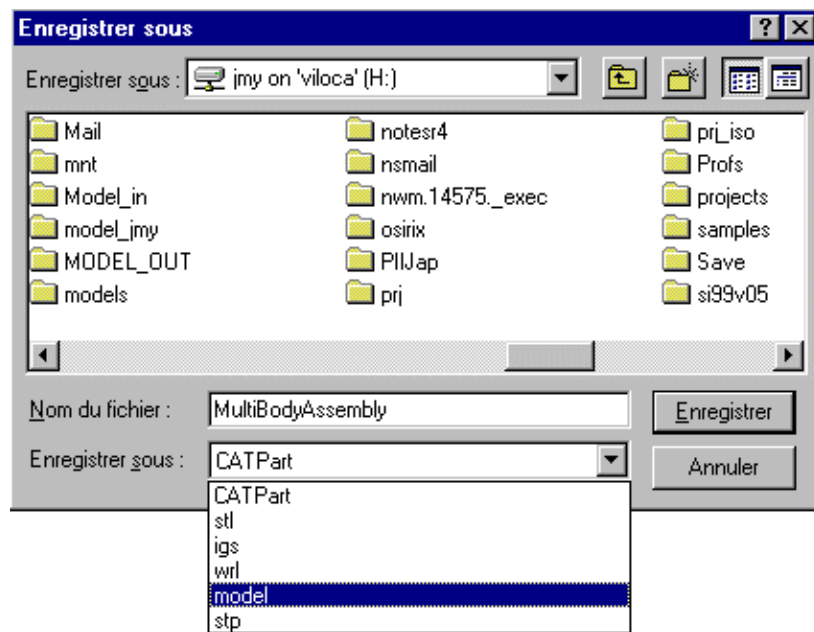 Enregistrer sous
Enregistrer sous : jmy on 'viloca' (H:)
Mail notesr4 prj_iso
mnt nsmail Profs
Model_in nwm.14575._exec projects
model_jmy osirix samples
MODEL_OUT PIIJap Save
models prj si99v05
Nom du fichier : MultiBodyAssembly Enregistrer
Enregistrer sous : CATPart Annuler
CATPart
stl
igs
wrl
model
stp